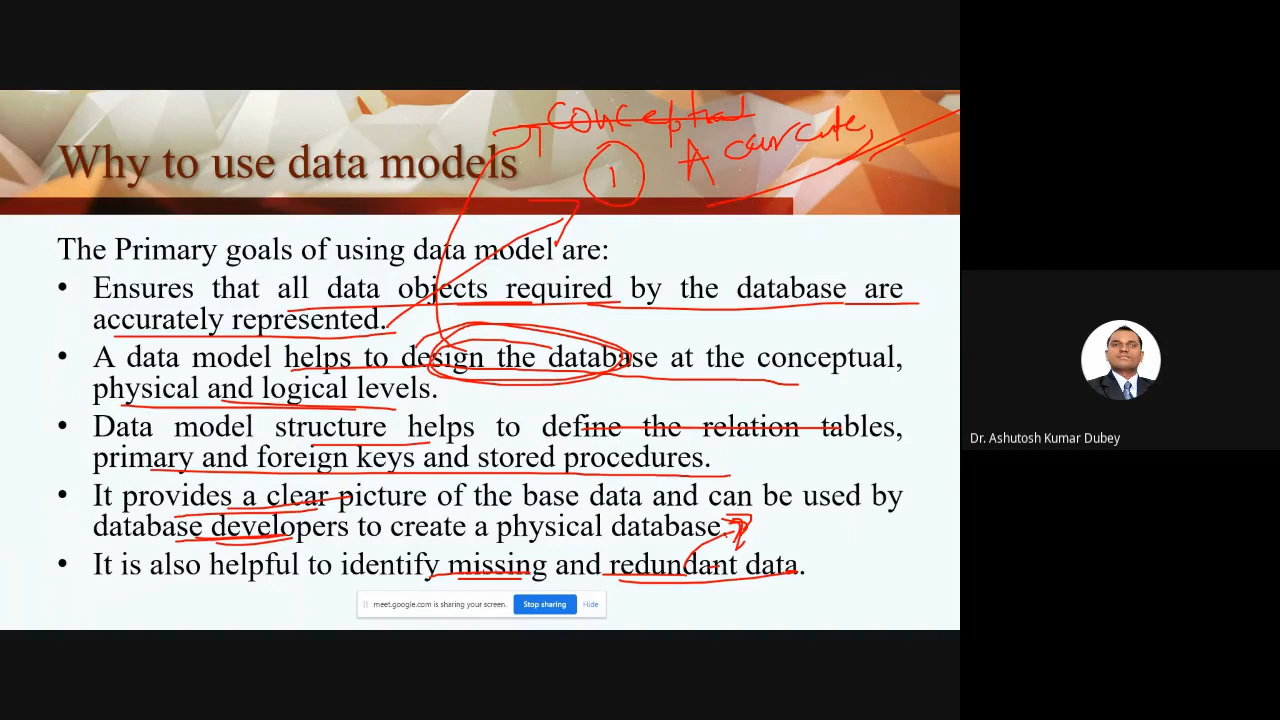 conceptual
Why to use data models
1
Accurate,
The Primary goals of using data model are:
• Ensures that all data objects required by the database are
accurately represented.
• A data model helps to design the database at the conceptual,
physical and logical levels.
• Data model structure helps to define the relation tables,
primary and foreign keys and stored procedures.
• It provides a clear picture of the base data and can be used by
database developers to create a physical database.
• It is also helpful to identify missing and redundant data.
meet.google.com is sharing your screen. Stop sharing Hide
Dr. Ashutosh Kumar Dubey